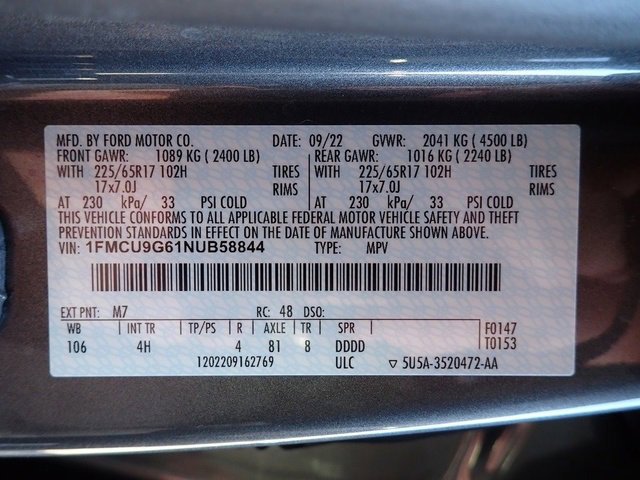 MFD. BY FORD MOTOR CO. DATE: 09/22 GVWR: 2041 KG ( 4500 LB)
FRONT GAWR: 1089 KG ( 2400 LB) REAR GAWR: 1016 KG ( 2240 LB)
WITH 225/65R17 102H TIRES WITH 225/65R17 102H TIRES
17x7.0J RIMS 17x7.0J RIMS
AT 230 kPa/ 33 PSI COLD AT 230 kPa/ 33 PSI COLD
THIS VEHICLE CONFORMS TO ALL APPLICABLE FEDERAL MOTOR VEHICLE SAFETY AND THEFT
PREVENTION STANDARDS IN EFFECT ON THE DATE OF MANUFACTURE SHOWN ABOVE.
VIN: 1FMCU9G61NUB58844 TYPE: MPV
EXT PNT: M7 RC: 48 DSO:
WB INT TR TP/PS R AXLE TR SPR F0147
106 4H 4 81 8 DDDD T0153
1202209162769 ULC ▽ 5U5A-3520472-AA